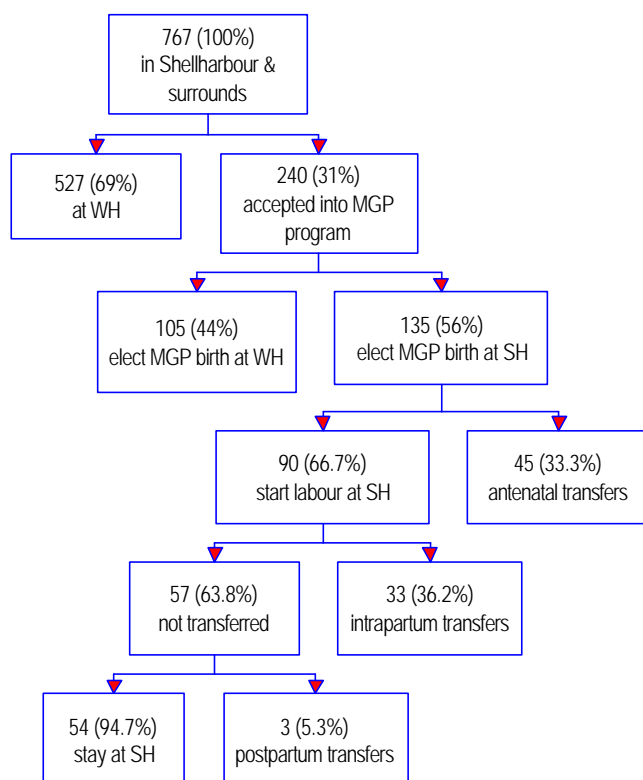 767 (100%)
in Shellharbour &
surrounds
527 (69%)
at WH
240 (31%)
accepted into MGP
program
105 (44%)
elect MGP birth at WH
135 (56%)
elect MGP birth at SH
90 (66.7%)
start labour at SH
45 (33.3%)
antenatal transfers
57 (63.8%)
not transferred
33 (36.2%)
intrapartum transfers
54 (94.7%)
stay at SH
3 (5.3%)
postpartum transfers